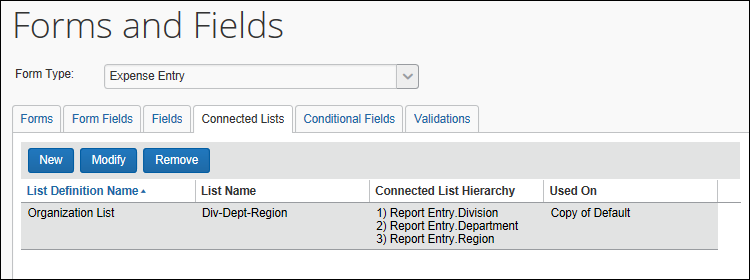 Forms and Fields
Form Type: Expense Entry
Forms Form Fields Fields Connected Lists Conditional Fields Validations
New Modify Remove
List Definition Name List Name Connected List Hierarchy Used On
Organization List Div-Dept-Region 1) Report Entry.Division Copy of Default
2) Report Entry.Department
3) Report Entry.Region